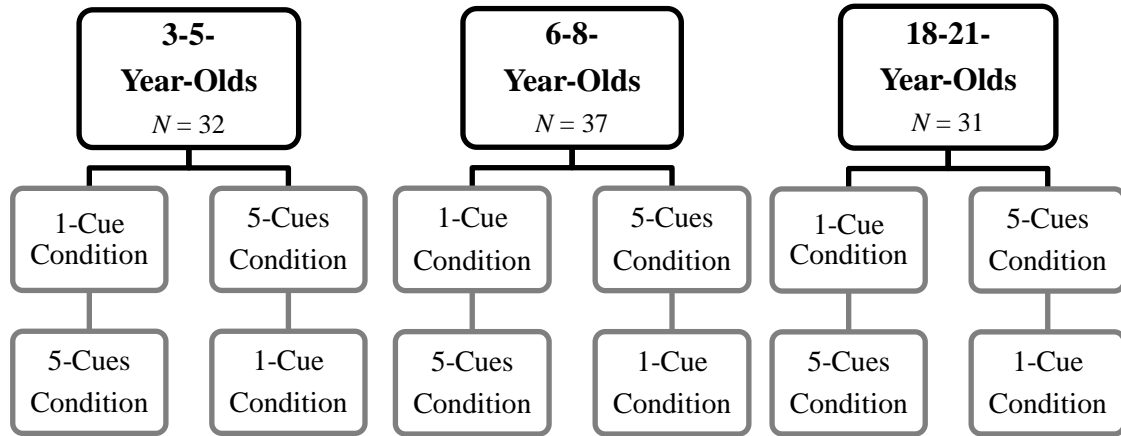 3-5-
Year-Olds
N = 32
6-8-
Year-Olds
N = 37
18-21-
Year-Olds
N = 31
1-Cue
Condition
5-Cues
Condition
1-Cue
Condition
5-Cues
Condition
1-Cue
Condition
5-Cues
Condition
5-Cues
Condition
1-Cue
Condition
5-Cues
Condition
1-Cue
Condition
5-Cues
Condition
1-Cue
Condition